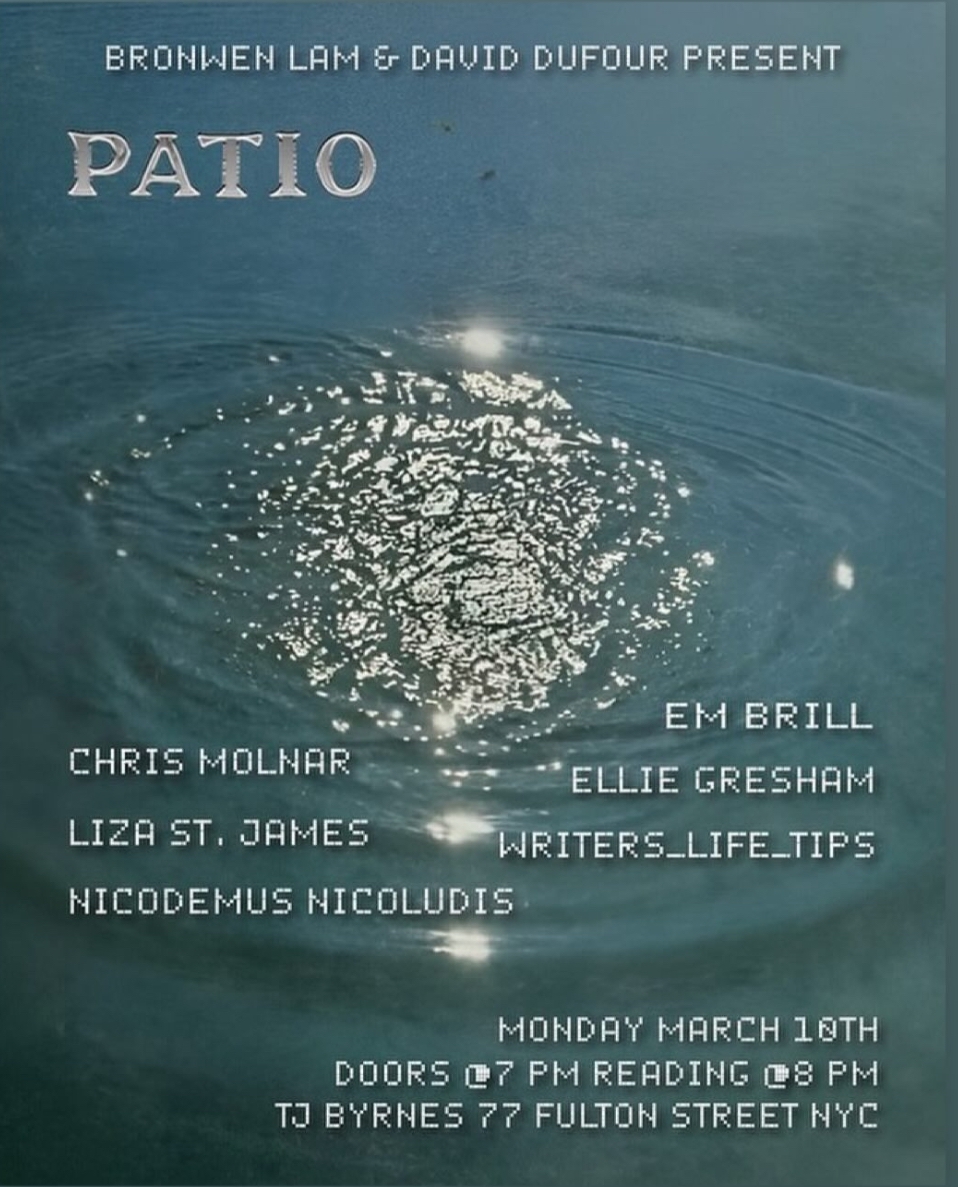 BRONWEN LAM & DAVID DUFOUR PRESENT
PATIO
EM BRILL
CHRIS MOLNAR
ELLIE GRESHAM
LIZA ST. JAMES
WRITERS_LIFE_TIPS
NICODEMUS NICOLUDIS
MONDAY MARCH 10TH
DOORS @7 PM READING @8 PM
TJ BYRNES 77 FULTON STREET NYC